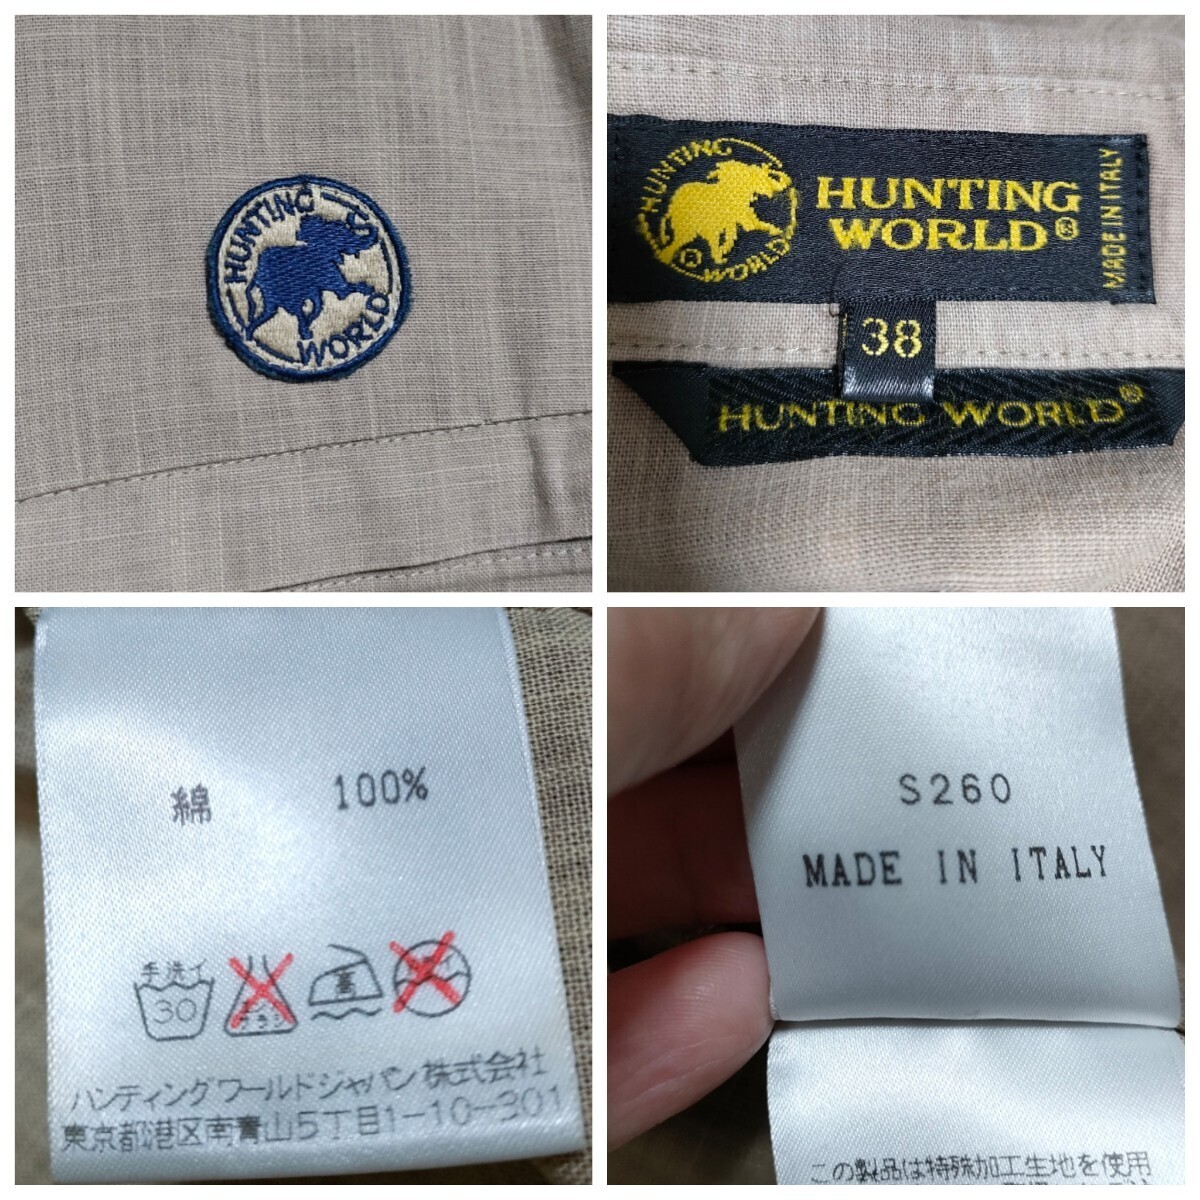 HUNTING
WORLD
HUNTING
WORLD
HUNTING
WORLD®
MADE IN ITALY
38
HUNTING WORLD®
綿 100%
手洗イ
30
ハンティングワールドジャパン株式会社
東京都港区南青山5丁目1-10-301
S260
MADE IN ITALY
この製品は特殊加工生地を使用